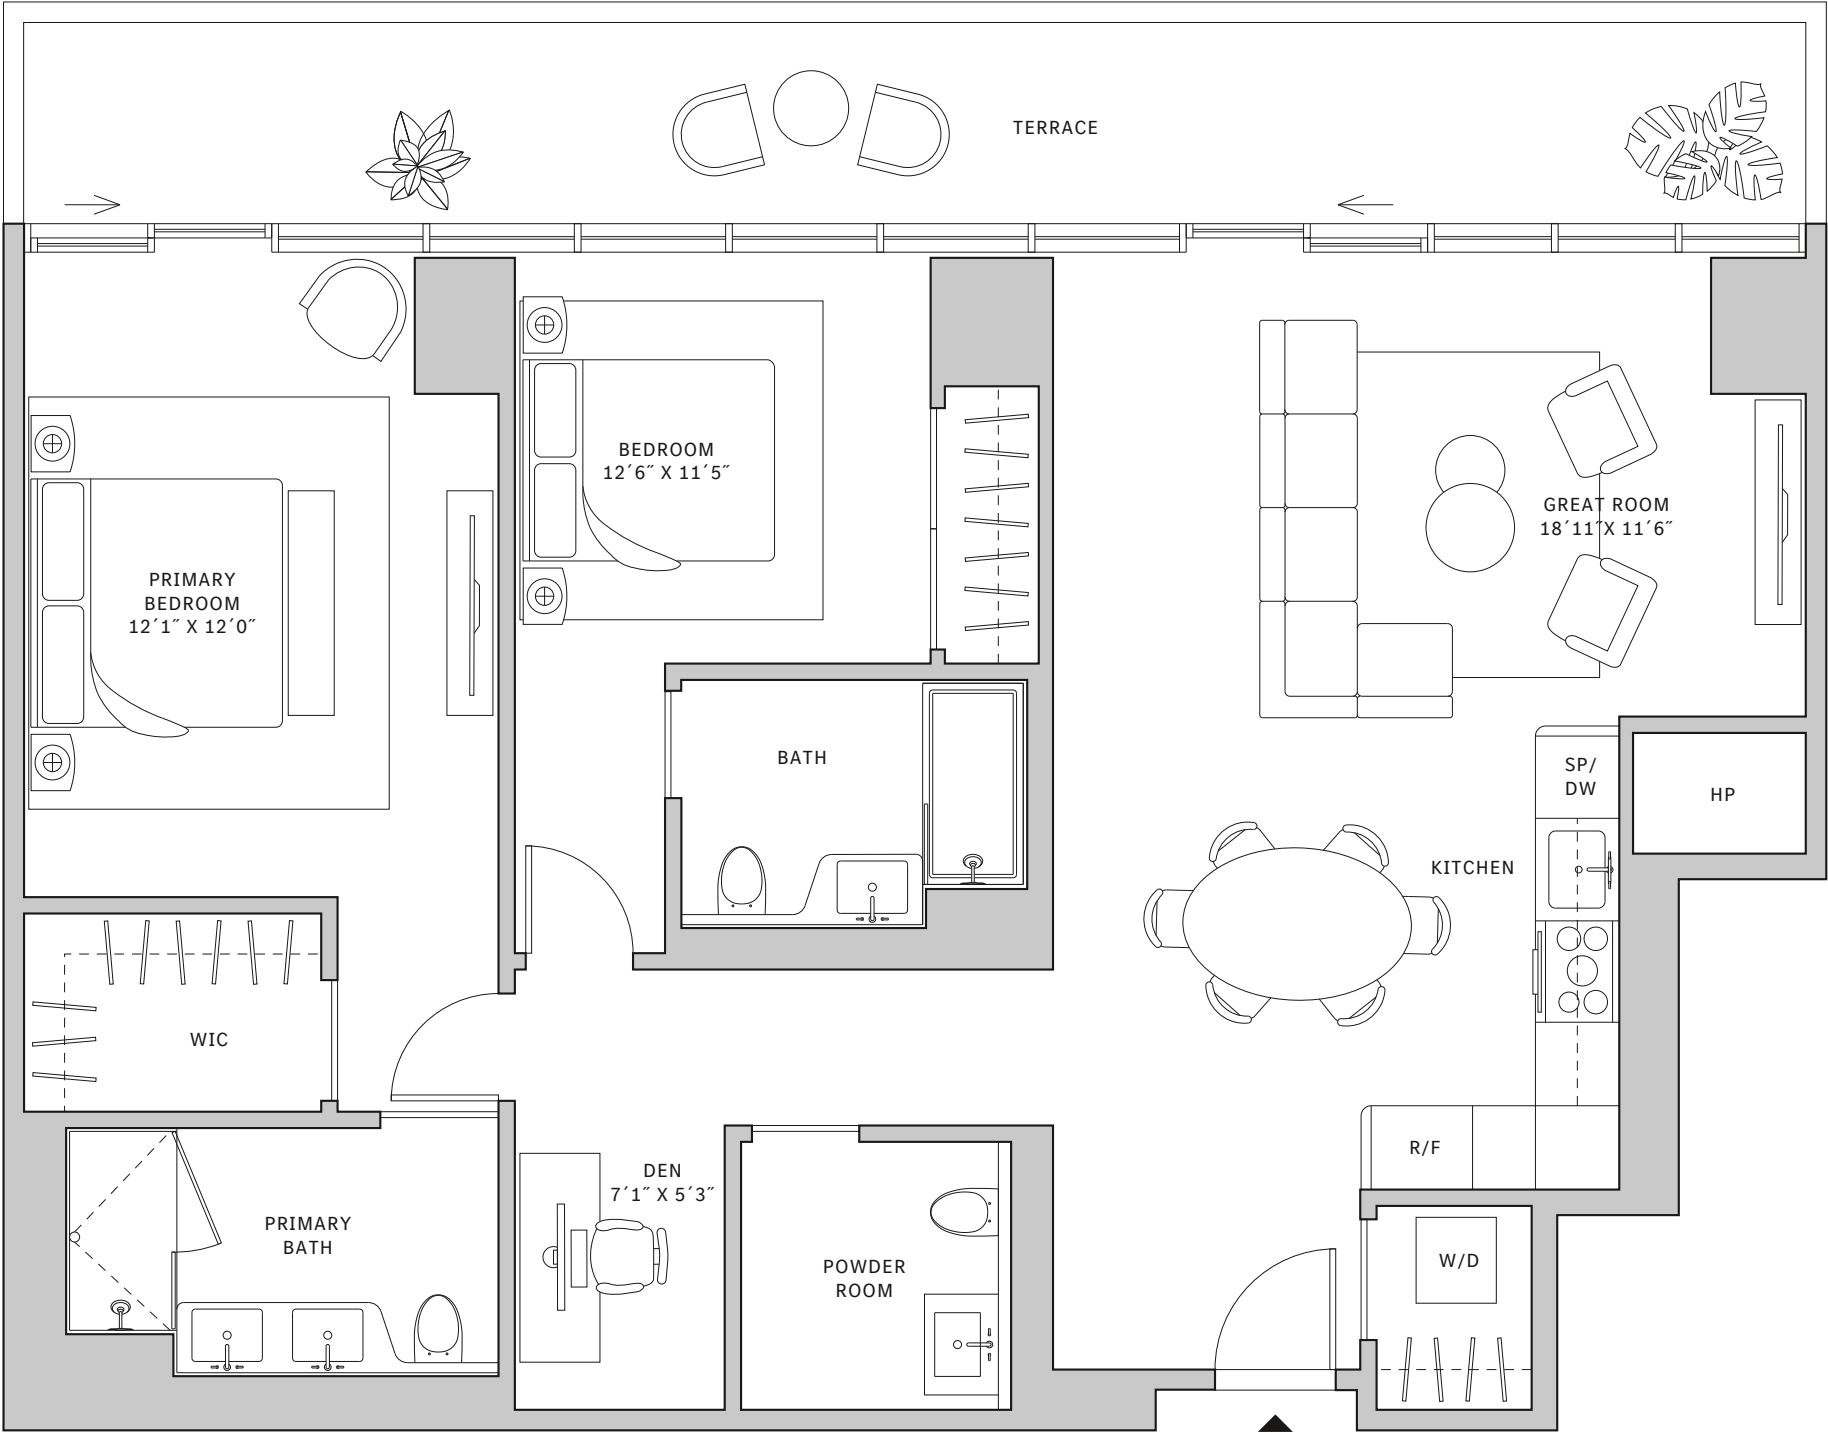 TERRACE
BEDROOM
12´6˝ X 11´5˝
GREAT ROOM
18´11˝X 11´6˝
PRIMARY
BEDROOM
12´1˝ X 12´0˝
BATH
SP/
DW
HP
KITCHEN
WIC
R/F
DEN
7´1˝ X 5´3˝
PRIMARY
BATH
POWDER
ROOM
W/D